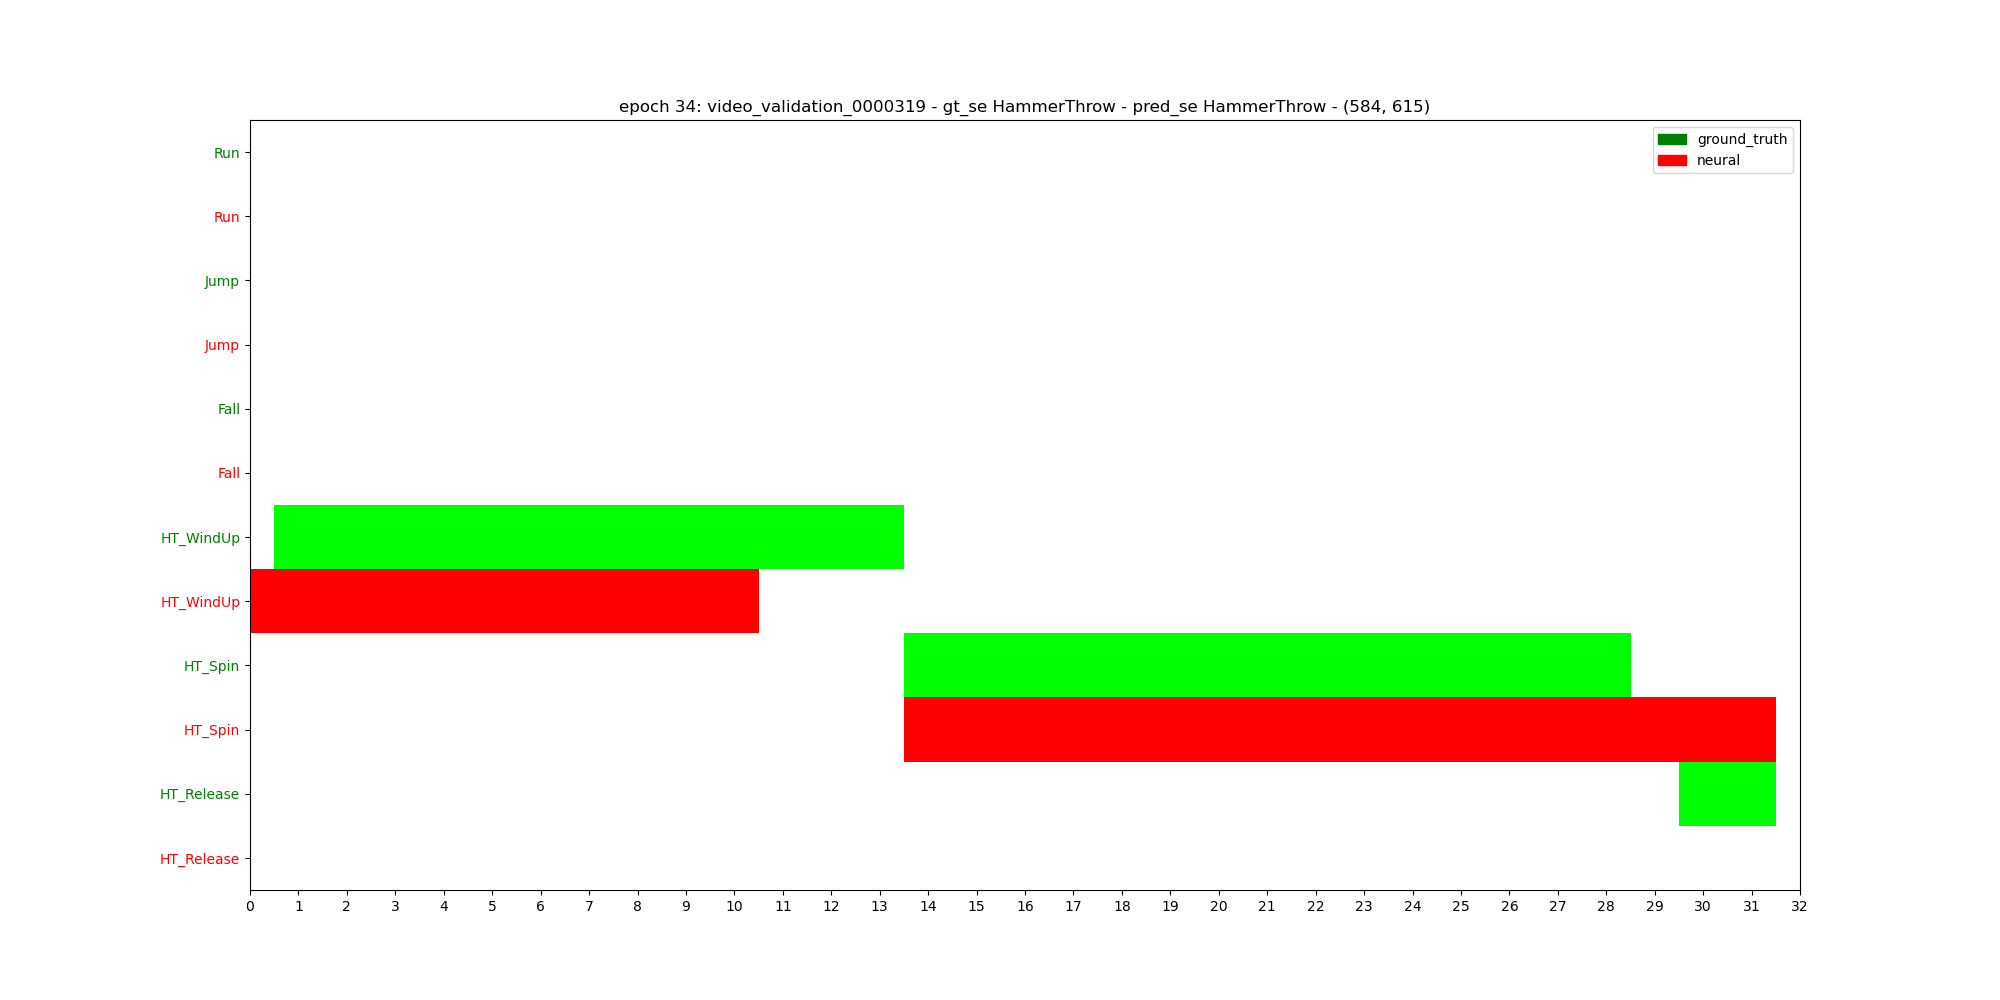 epoch 34: video_validation_0000319 - gt_se HammerThrow - pred_se HammerThrow - (584, 615)
ground_truth
neural
Run
Run
Jump
Jump
Fall
Fall
HT_WindUp
HT_WindUp
HT_Spin
HT_Spin
HT_Release
HT_Release
0 1 2 3 4 5 6 7 8 9 10 11 12 13 14 15 16 17 18 19 20 21 22 23 24 25 26 27 28 29 30 31 32